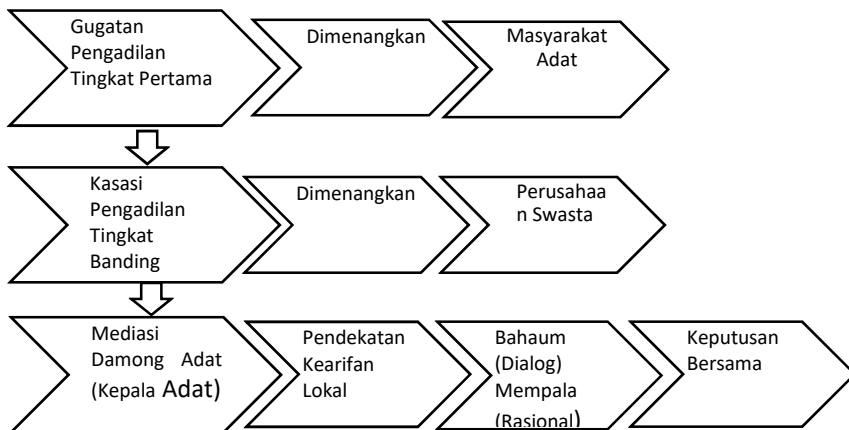 Gugatan
Pengadilan
Tingkat Pertama
Dimenangkan
Masyarakat
Adat
Kasasi
Pengadilan
Tingkat
Banding
Dimenangkan
Perusahaa
n Swasta
Mediasi
Damong Adat
(Kepala Adat)
Pendekatan
Kearifan
Lokal
Bahaum
(Dialog)
Mempala
(Rasional)
Keputusan
Bersama